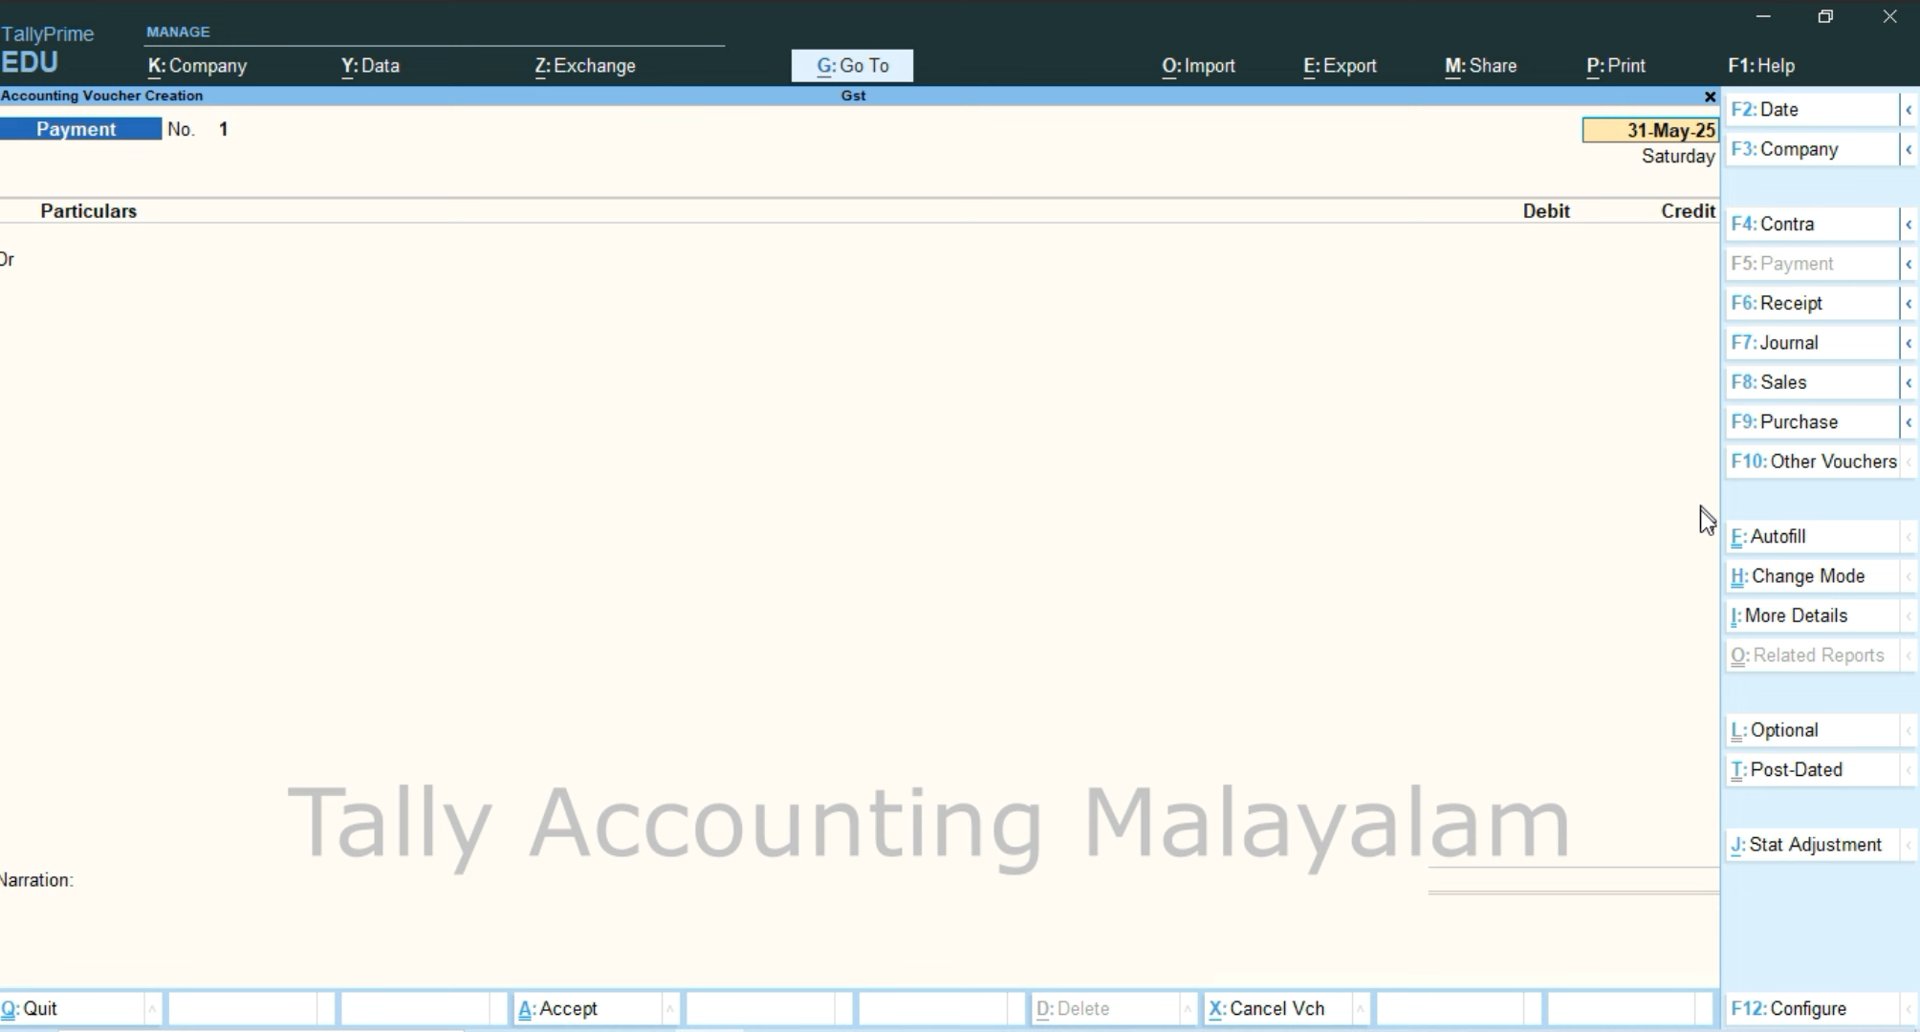 TallyPrime
EDU
MANAGE
K: Company
Y: Data
Z: Exchange
G: Go To
O: Import
E: Export
M: Share
P: Print
F1: Help
Accounting Voucher Creation
Gst
Payment No. 1
31-May-25
Saturday
Particulars
Debit
Credit
Dr
Narration:
Tally Accounting Malayalam
F2: Date
F3: Company
F4: Contra
F5: Payment
F6: Receipt
F7: Journal
F8: Sales
F9: Purchase
F10: Other Vouchers
F: Autofill
H: Change Mode
I: More Details
O: Related Reports
L: Optional
T: Post-Dated
J: Stat Adjustment
F12: Configure
Q: Quit
A: Accept
D: Delete
X: Cancel Vch